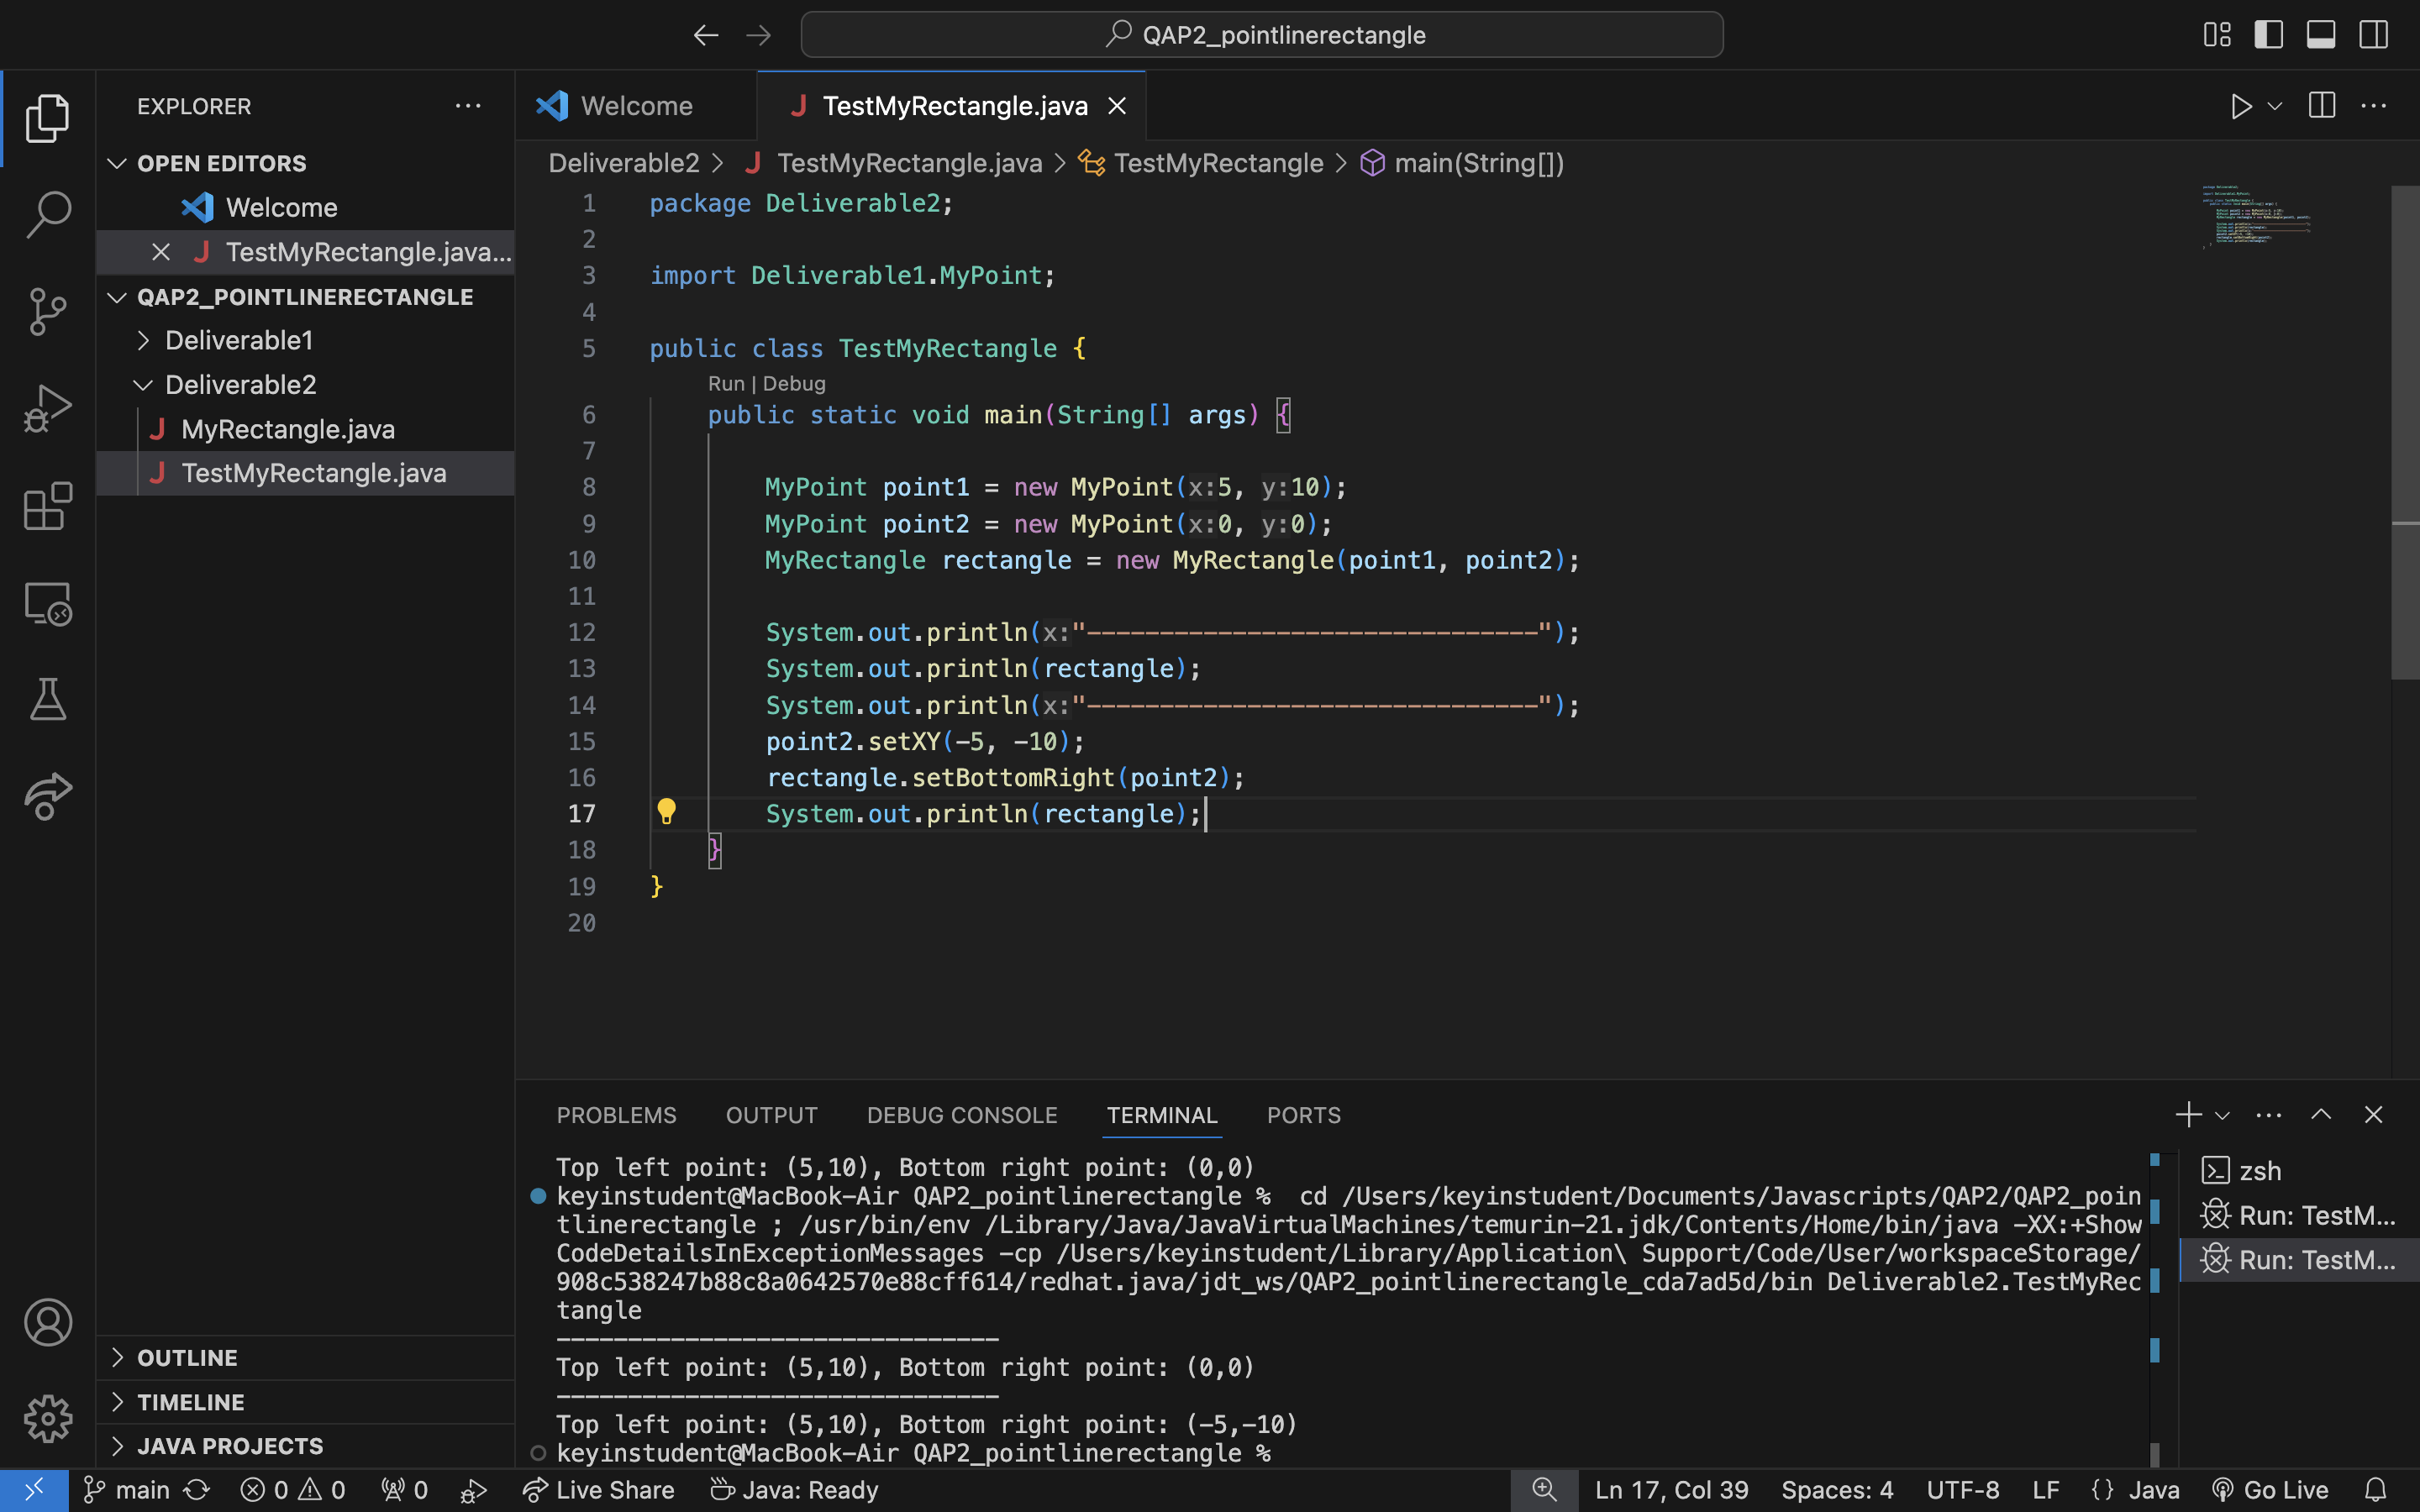 QAP2_pointlinerectangle
EXPLORER
OPEN EDITORS
Welcome
TestMyRectangle.java...
QAP2_POINTLINERECTANGLE
Deliverable1
Deliverable2
MyRectangle.java
TestMyRectangle.java
OUTLINE
TIMELINE
JAVA PROJECTS
Welcome
TestMyRectangle.java
Deliverable2 > TestMyRectangle.java > TestMyRectangle > main(String[])
1 package Deliverable2;
2
3 import Deliverable1.MyPoint;
4
5 public class TestMyRectangle {
Run | Debug
6 public static void main(String[] args) {
7
8 MyPoint point1 = new MyPoint(x:5, y:10);
9 MyPoint point2 = new MyPoint(x:0, y:0);
10 MyRectangle rectangle = new MyRectangle(point1, point2);
11
12 System.out.println(x:"-------------------------------");
13 System.out.println(rectangle);
14 System.out.println(x:"-------------------------------");
15 point2.setXY(-5, -10);
16 rectangle.setBottomRight(point2);
17 System.out.println(rectangle);
18 }
19 }
20
PROBLEMS OUTPUT DEBUG CONSOLE TERMINAL PORTS
Top left point: (5,10), Bottom right point: (0,0)
keyinstudent@MacBook-Air QAP2_pointlinerectangle %  cd /Users/keyinstudent/Documents/Javascripts/QAP2/QAP2_poin
tlinerectangle ; /usr/bin/env /Library/Java/JavaVirtualMachines/temurin-21.jdk/Contents/Home/bin/java -XX:+Show
CodeDetailsInExceptionMessages -cp /Users/keyinstudent/Library/Application\ Support/Code/User/workspaceStorage/
908c538247b88c8a0642570e88cff614/redhat.java/jdt_ws/QAP2_pointlinerectangle_cda7ad5d/bin Deliverable2.TestMyRec
tangle
-------------------------------
Top left point: (5,10), Bottom right point: (0,0)
-------------------------------
Top left point: (5,10), Bottom right point: (-5,-10)
keyinstudent@MacBook-Air QAP2_pointlinerectangle %
zsh
Run: TestM...
Run: TestM...
main 0 0 0 Live Share Java: Ready Ln 17, Col 39 Spaces: 4 UTF-8 LF {} Java Go Live